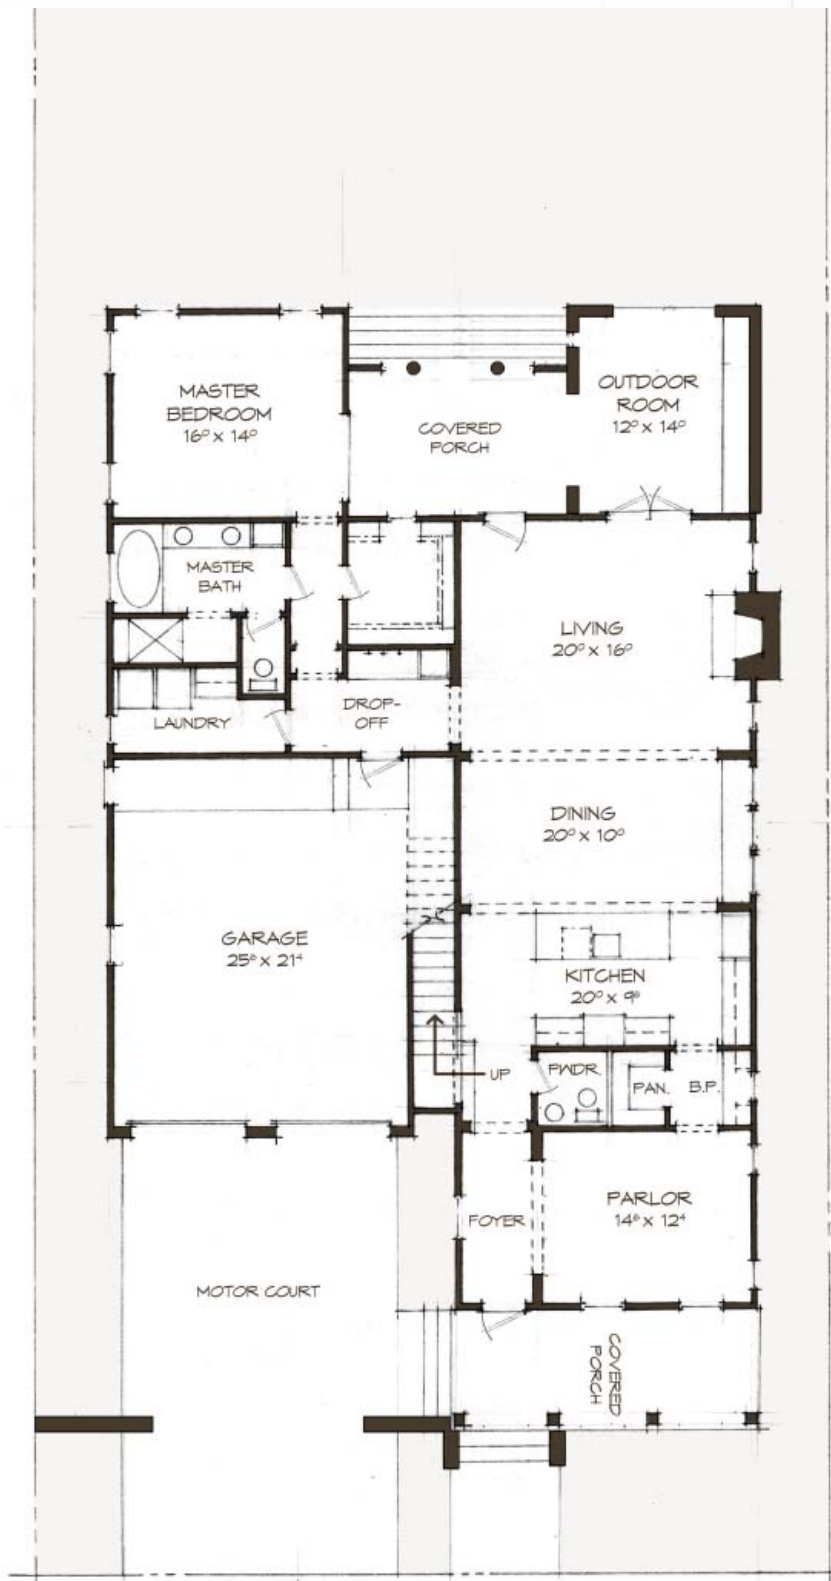 MASTER
BEDROOM
16⁰ x 14⁰
COVERED
PORCH
OUTDOOR
ROOM
12⁰ x 14⁰
MASTER
BATH
LIVING
20⁰ x 16⁰
LAUNDRY
DROP-
OFF
DINING
20⁰ x 10⁰
GARAGE
25⁶ x 21⁴
KITCHEN
20⁰ x 9⁶
UP
PWDR.
PAN.
B.P.
FOYER
PARLOR
14⁶ x 12⁴
MOTOR COURT
COVERED
PORCH